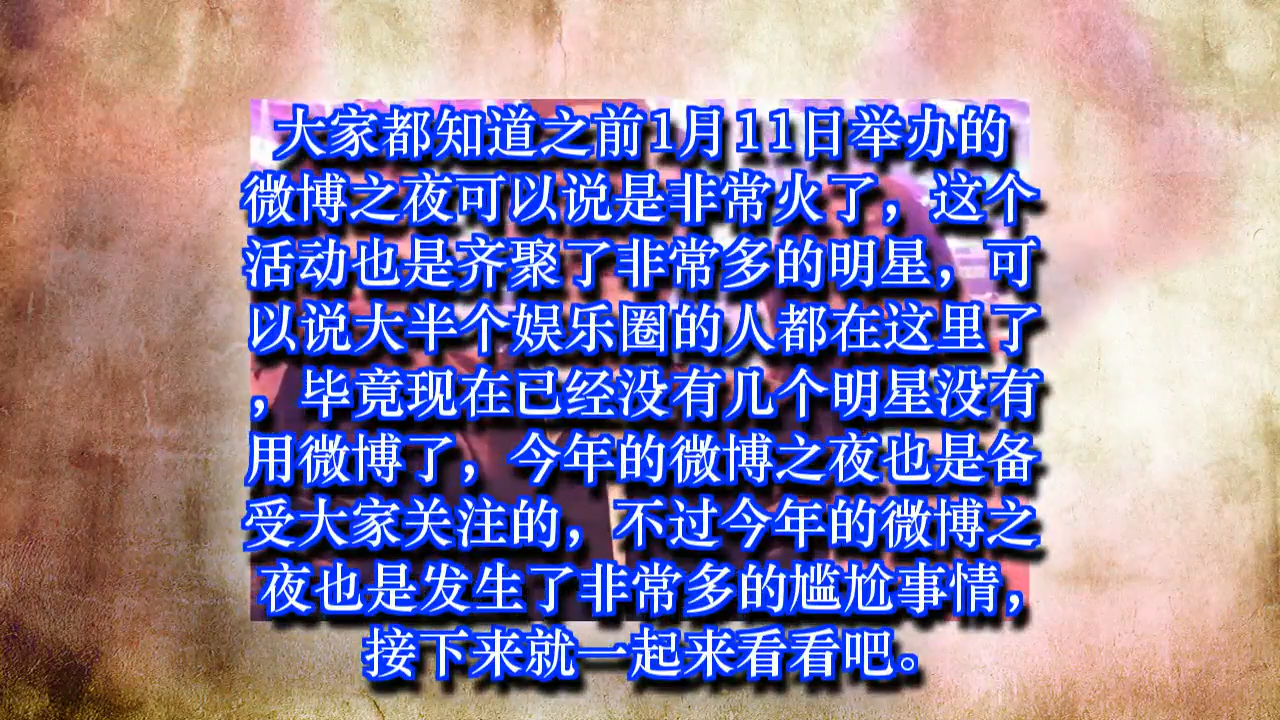 大家都知道之前1月11日举办的
微博之夜可以说是非常火了，这个
活动也是齐聚了非常多的明星，可
以说大半个娱乐圈的人都在这里了
，毕竟现在已经没有几个明星没有
用微博了，今年的微博之夜也是备
受大家关注的，不过今年的微博之
夜也是发生了非常多的尴尬事情，
接下来就一起来看看吧。